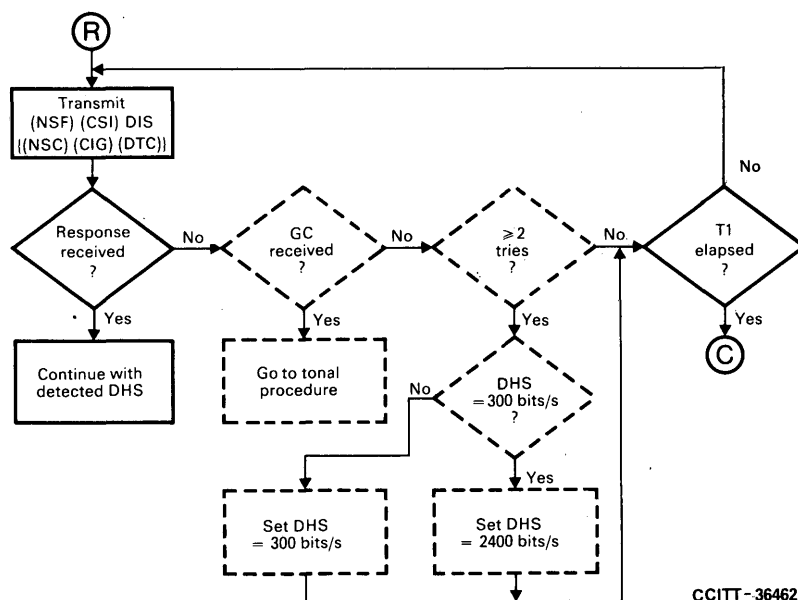 R
Transmit
(NSF) (CSI) DIS
{(NSC) (CIG) (DTC)}
No
Response
received
?
No
GC
received
?
No
⩾2
tries
?
No
T1
elapsed
?
Yes
Yes
Yes
Yes
C
Continue with
detected DHS
Go to tonal
procedure
No
DHS
= 300 bits/s
?
Yes
Set DHS
= 300 bits/s
Set DHS
= 2400 bits/s
CCITT-36462